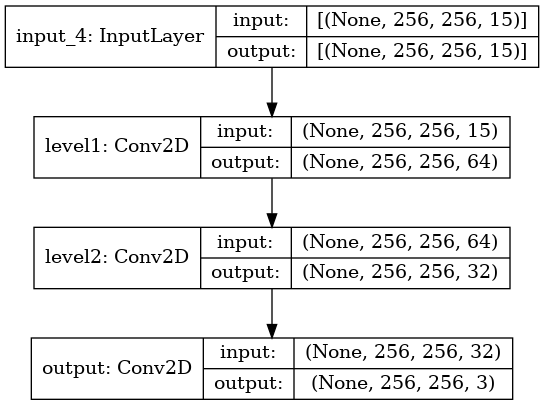 input_4: InputLayer
input:
[(None, 256, 256, 15)]
output:
[(None, 256, 256, 15)]
level1: Conv2D
input:
(None, 256, 256, 15)
output:
(None, 256, 256, 64)
level2: Conv2D
input:
(None, 256, 256, 64)
output:
(None, 256, 256, 32)
output: Conv2D
input:
(None, 256, 256, 32)
output:
(None, 256, 256, 3)